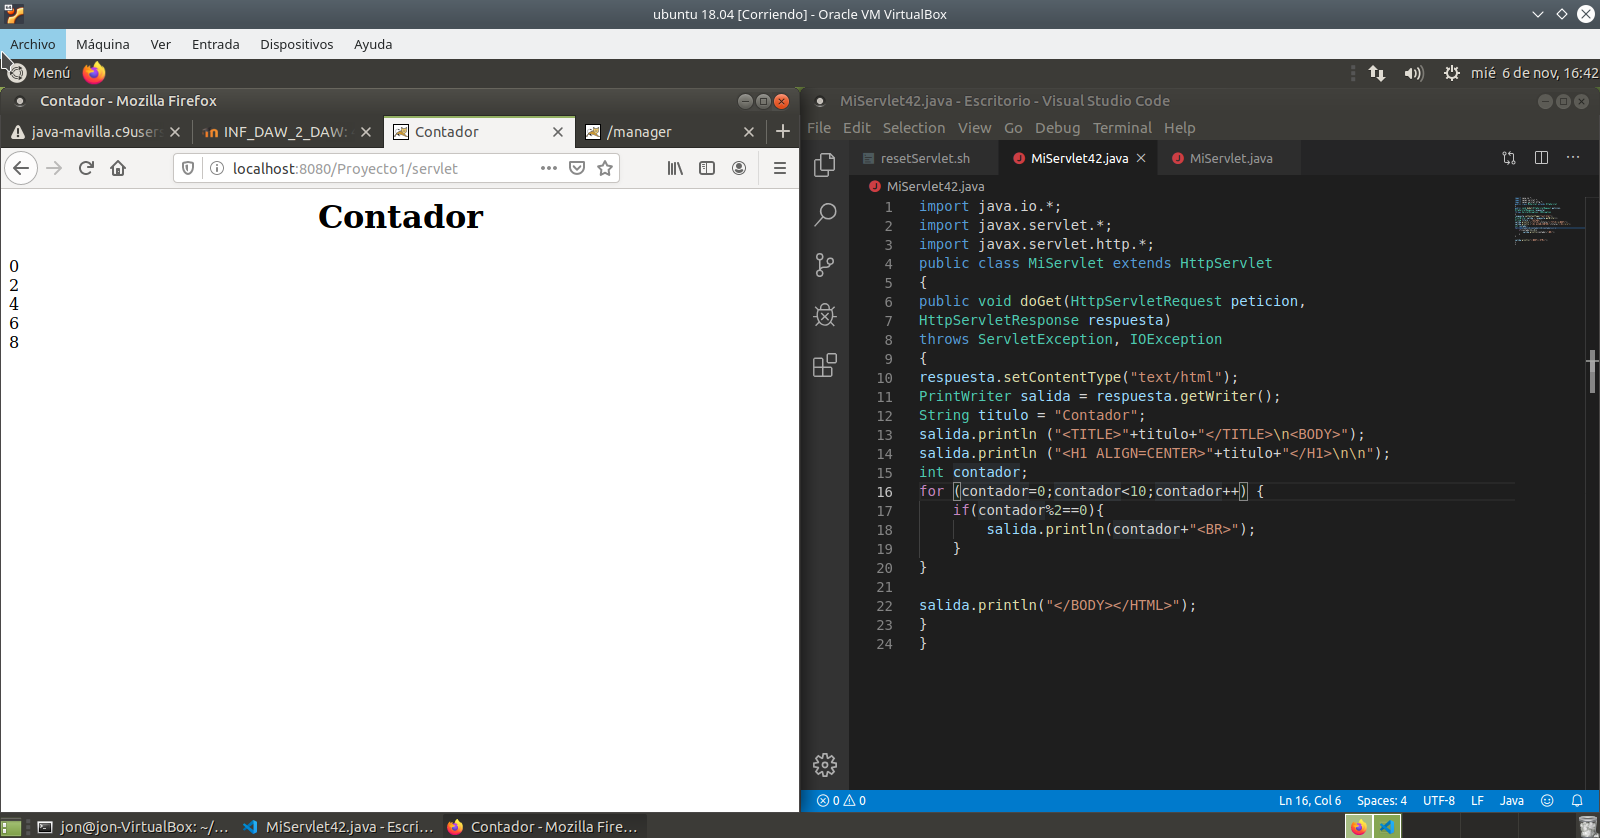 ubuntu 18.04 [Corriendo] - Oracle VM VirtualBox
Archivo Máquina Ver Entrada Dispositivos Ayuda
Menú
mié 6 de nov, 16:42
Contador - Mozilla Firefox
java-mavilla.c9users
INF_DAW_2_DAW:
Contador
/manager
localhost:8080/Proyecto1/servlet
Contador
0
2
4
6
8
MiServlet42.java - Escritorio - Visual Studio Code
File Edit Selection View Go Debug Terminal Help
resetServlet.sh
MiServlet42.java
MiServlet.java
MiServlet42.java
1 import java.io.*;
2 import javax.servlet.*;
3 import javax.servlet.http.*;
4 public class MiServlet extends HttpServlet
5 {
6 public void doGet(HttpServletRequest peticion,
7 HttpServletResponse respuesta)
8 throws ServletException, IOException
9 {
10 respuesta.setContentType("text/html");
11 PrintWriter salida = respuesta.getWriter();
12 String titulo = "Contador";
13 salida.println ("<TITLE>"+titulo+"</TITLE>\n<BODY>");
14 salida.println ("<H1 ALIGN=CENTER>"+titulo+"</H1>\n\n");
15 int contador;
16 for (contador=0;contador<10;contador++) {
17 if(contador%2==0){
18 salida.println(contador+"<BR>");
19 }
20 }
21
22 salida.println("</BODY></HTML>");
23 }
24 }
0 0
Ln 16, Col 6 Spaces: 4 UTF-8 LF Java
jon@jon-VirtualBox: ~/...
MiServlet42.java - Escri...
Contador - Mozilla Fire...